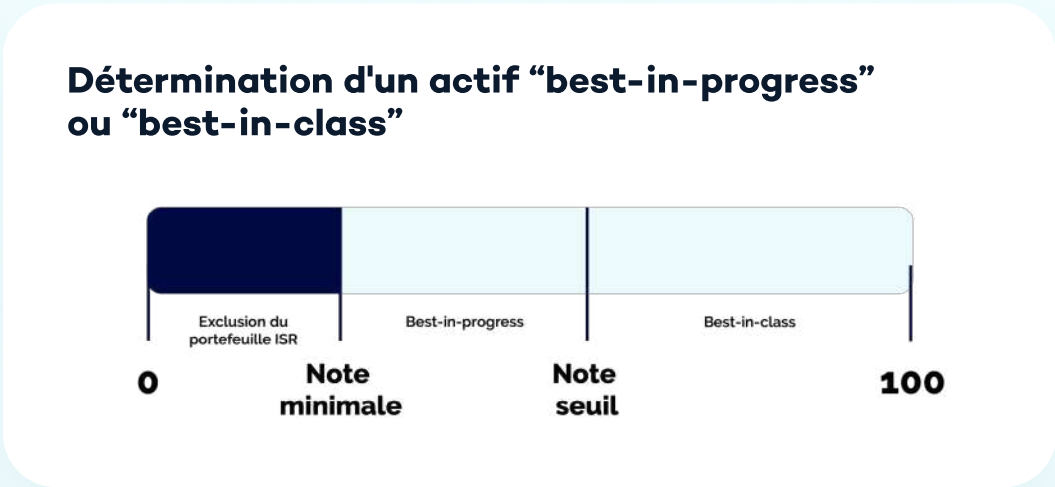 Détermination d'un actif “best-in-progress”
ou “best-in-class”
Exclusion du
portefeuille ISR
Best-in-progress
Best-in-class
0
Note
minimale
Note
seuil
100